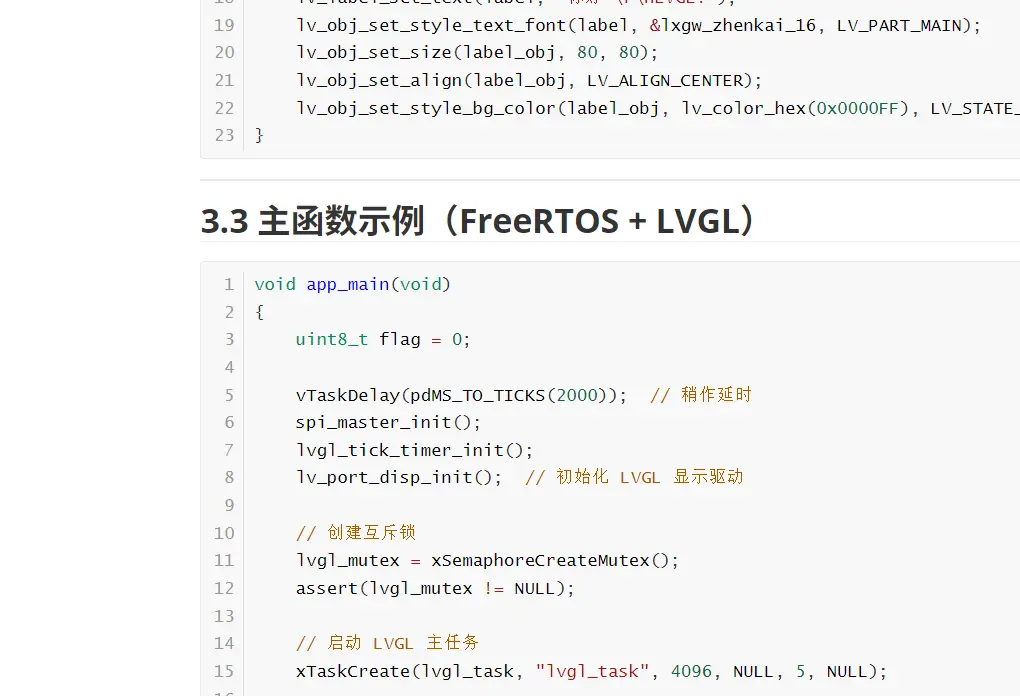 19 lv_obj_set_style_text_font(label, &lxgw_zhenkai_16, LV_PART_MAIN);
20 lv_obj_set_size(label_obj, 80, 80);
21 lv_obj_set_align(label_obj, LV_ALIGN_CENTER);
22 lv_obj_set_style_bg_color(label_obj, lv_color_hex(0x0000FF), LV_STATE_
23 }
3.3 主函数示例（FreeRTOS + LVGL）
1 void app_main(void)
2 {
3 uint8_t flag = 0;
4
5 vTaskDelay(pdMS_TO_TICKS(2000)); // 稍作延时
6 spi_master_init();
7 lvgl_tick_timer_init();
8 lv_port_disp_init(); // 初始化 LVGL 显示驱动
9
10 // 创建互斥锁
11 lvgl_mutex = xSemaphoreCreateMutex();
12 assert(lvgl_mutex != NULL);
13
14 // 启动 LVGL 主任务
15 xTaskCreate(lvgl_task, "lvgl_task", 4096, NULL, 5, NULL);